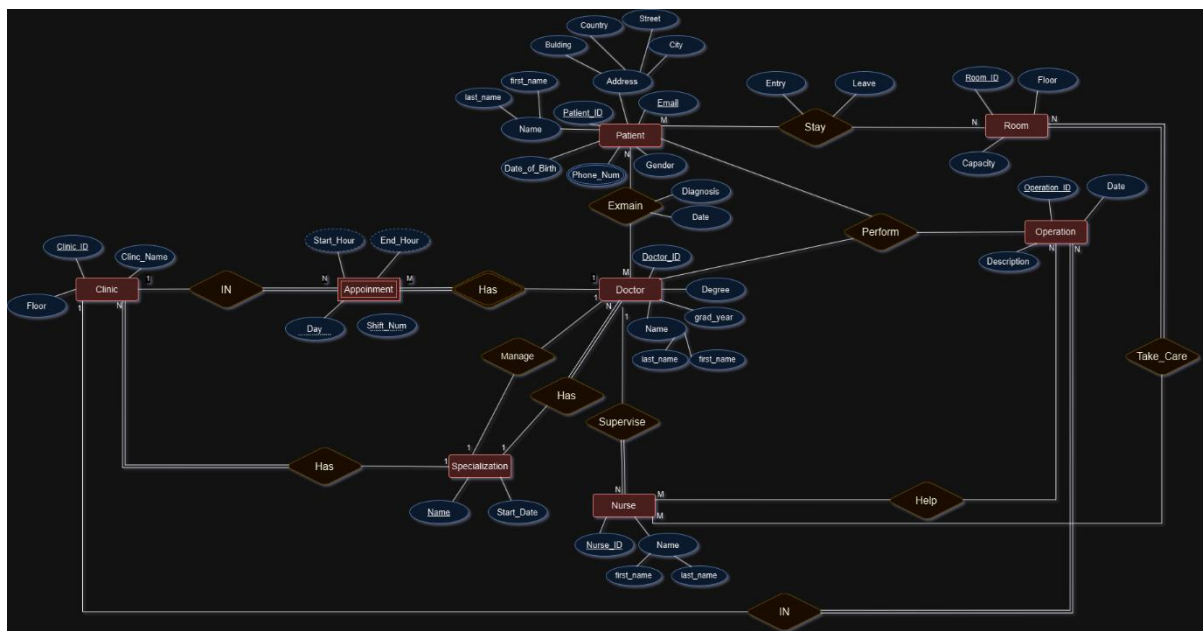 Street
Country
Bulding
City
Address
first_name
last_name
Patient_ID
Email
Name
M
Patient
N
Date_of_Birth
Phone_Num
Gender
Entry
Leave
Stay
Room_ID
Floor
N
Room
N
Capacity
Exmain
Diagnosis
Date
Perform
Operation_ID
Date
Operation
Description
N
N
Clinic_ID
Clinc_Name
1
Clinic
Floor
1
N
IN
Start_Hour
End_Hour
N
M
Appoinment
Day
Shift_Num
Has
M
Doctor_ID
1
Doctor
1
N
1
Degree
grad_year
Name
last_name
first_name
Manage
Has
Supervise
Take_Care
Has
1
1
1
Specialization
Name
Start_Date
N
M
Nurse
M
Nurse_ID
Name
first_name
last_name
Help
IN